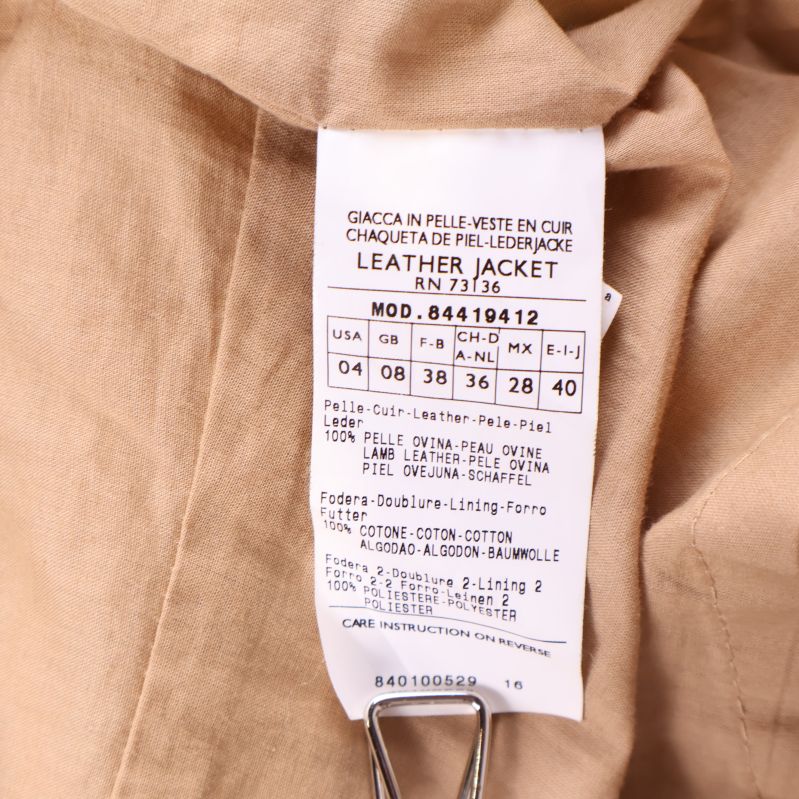 GIACCA IN PELLE-VESTE EN CUIR
CHAQUETA DE PIEL-LEDERJACKE
LEATHER JACKET
RN 73136
MOD.84419412
USA GB F-B CH-D A-NL MX E-I-J
04 08 38 36 28 40
Pelle-Cuir-Leather-Pele-Piel
Leder
100% PELLE OVINA-PEAU OVINE
LAMB LEATHER-PELE OVINA
PIEL OVEJUNA-SCHAFFEL
Fodera-Doublure-Lining-Forro
Futter
100% COTONE-COTON-COTTON
ALGODAO-ALGODON-BAUMWOLLE
Fodera 2-Doublure 2-Lining 2
Forro 2-2 Forro-Leinen 2
100% POLIESTERE-POLYESTER
POLIESTER
CARE INSTRUCTION ON REVERSE
840100529 16
a